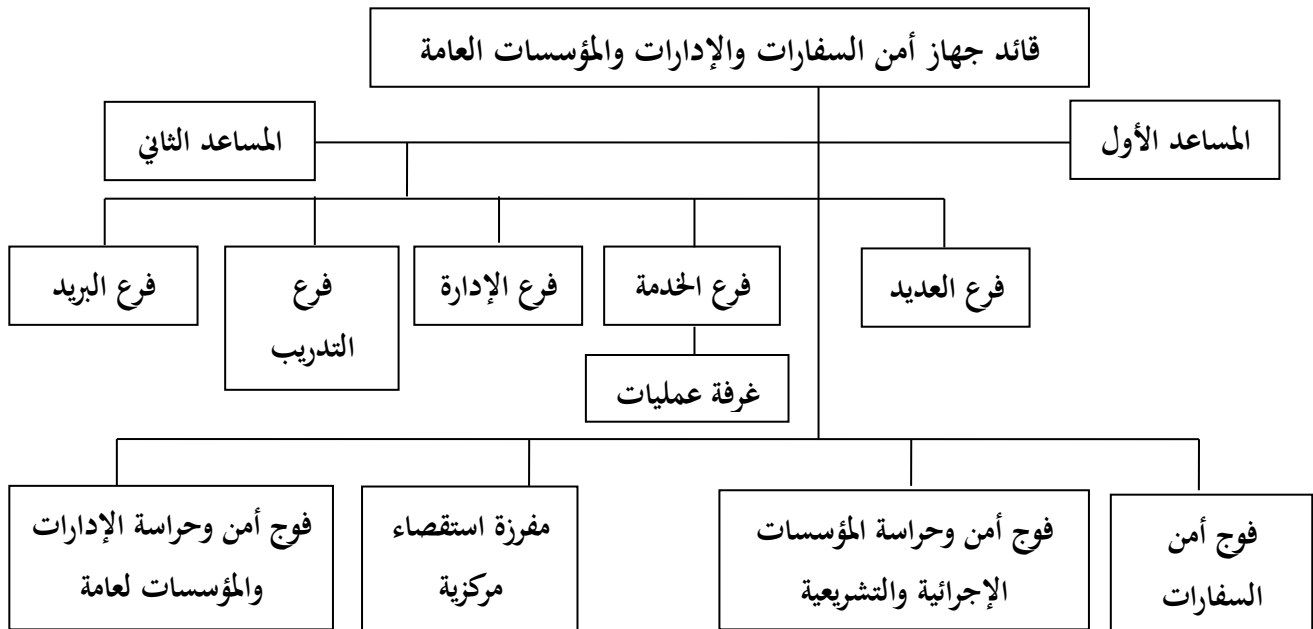 قائد جهاز أمن السفارات والإدارات والمؤسسات العامة
المساعد الأول
المساعد الثاني
فرع العديد
فرع الخدمة
فرع الإدارة
فرع
التدريب
فرع البريد
غرفة عمليات
فوج أمن
السفارات
فوج أمن وحراسة المؤسسات
الإجرائية والتشريعية
مفرزة استقصاء
مركزية
فوج أمن وحراسة الإدارات
والمؤسسات لعامة